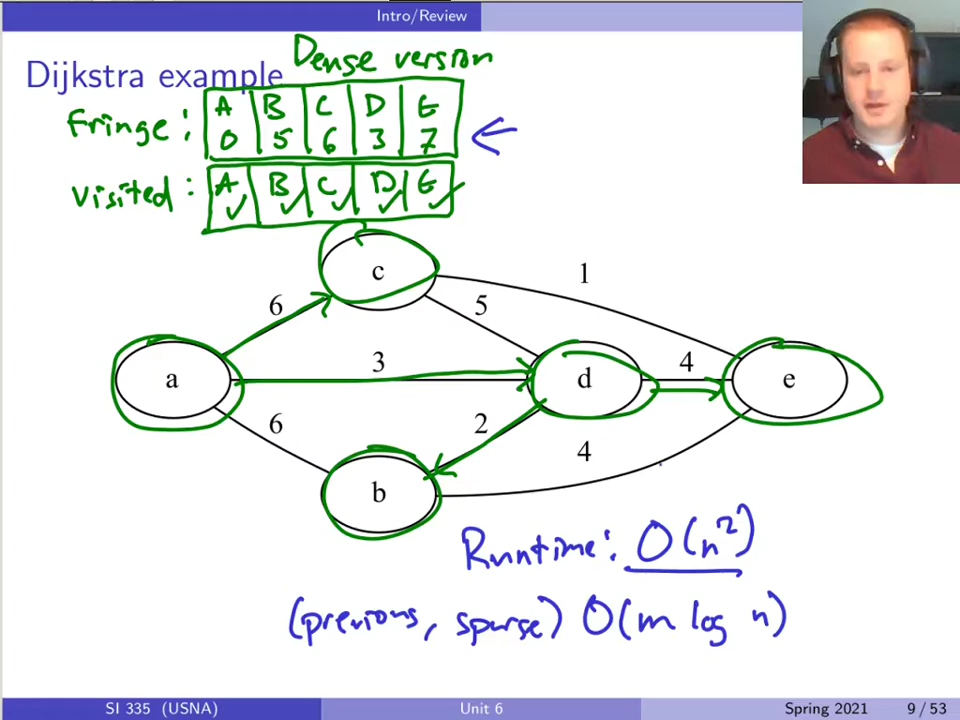 Intro/Review
Dense version
Dijkstra example
Fringe:
A B C D E
0 5 6 3 7
Visited:
A B C D E
✓ ✓ ✓ ✓ ✓
c
1
6
5
a
3
d
4
e
6
2
4
b
Runtime: O(n²)
(previous, sparse) O(m log n)
SI 335 (USNA) Unit 6 Spring 2021 9 / 53